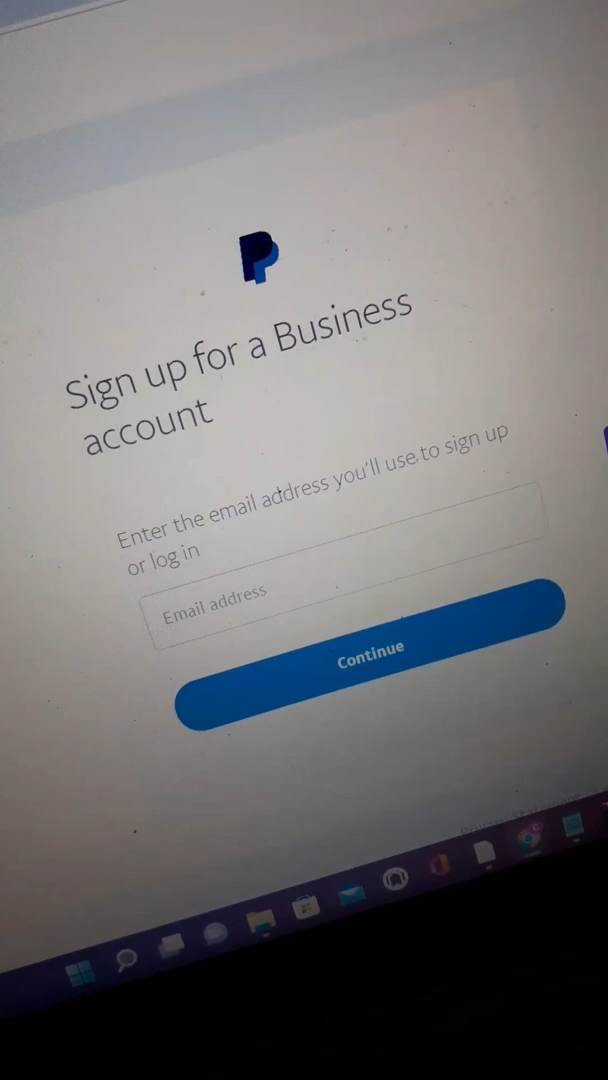 Sign up for a Business
account
Enter the email address you'll use to sign up
or log in
Email address
Continue